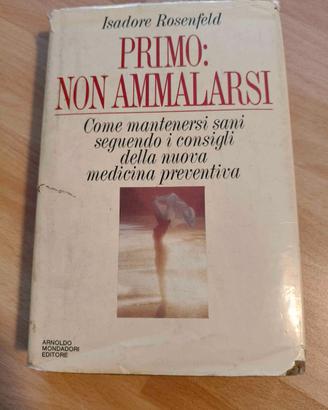 Isadore Rosenfeld
PRIMO:
NON AMMALARSI
Come mantenersi sani
seguendo i consigli
della nuova
medicina preventiva
ARNOLDO
MONDADORI
EDITORE